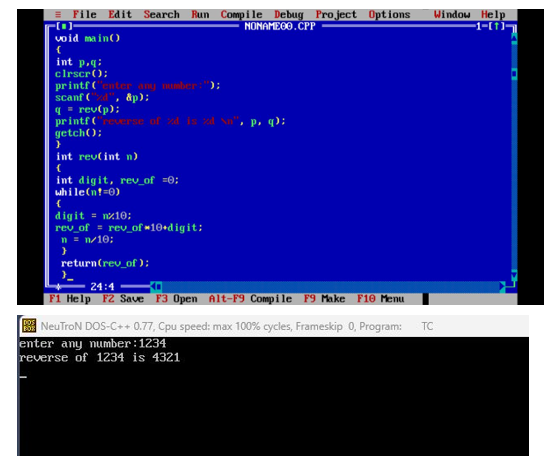 ≡ File Edit Search Run Compile Debug Project Options Window Help
[■] NONAME00.CPP 1=[↑]
void main()
{
int p,q;
clrscr();
printf("enter any number:");
scanf("%d", &p);
q = rev(p);
printf("reverse of %d is %d \n", p, q);
getch();
}
int rev(int n)
{
int digit, rev_of =0;
while(n!=0)
{
digit = n%10;
rev_of = rev_of*10+digit;
n = n/10;
}
return(rev_of);
}_
* 24:4
F1 Help F2 Save F3 Open Alt-F9 Compile F9 Make F10 Menu
DOS BOX NeuTroN DOS-C++ 0.77, Cpu speed: max 100% cycles, Frameskip 0, Program: TC
enter any number:1234
reverse of 1234 is 4321
_